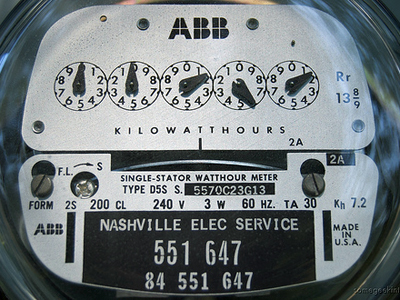 ABB
KILOWATTHOURS
Rr
13 8/9
2A
2A
F.L. S
SINGLE-STATOR WATTHOUR METER
TYPE D5S S. 5570C23G13
FORM 2S 200 CL 240 V 3 W 60 HZ. TA 30 Kh 7.2
ABB
NASHVILLE ELEC SERVICE
551 647
84 551 647
MADE IN
U.S.A.